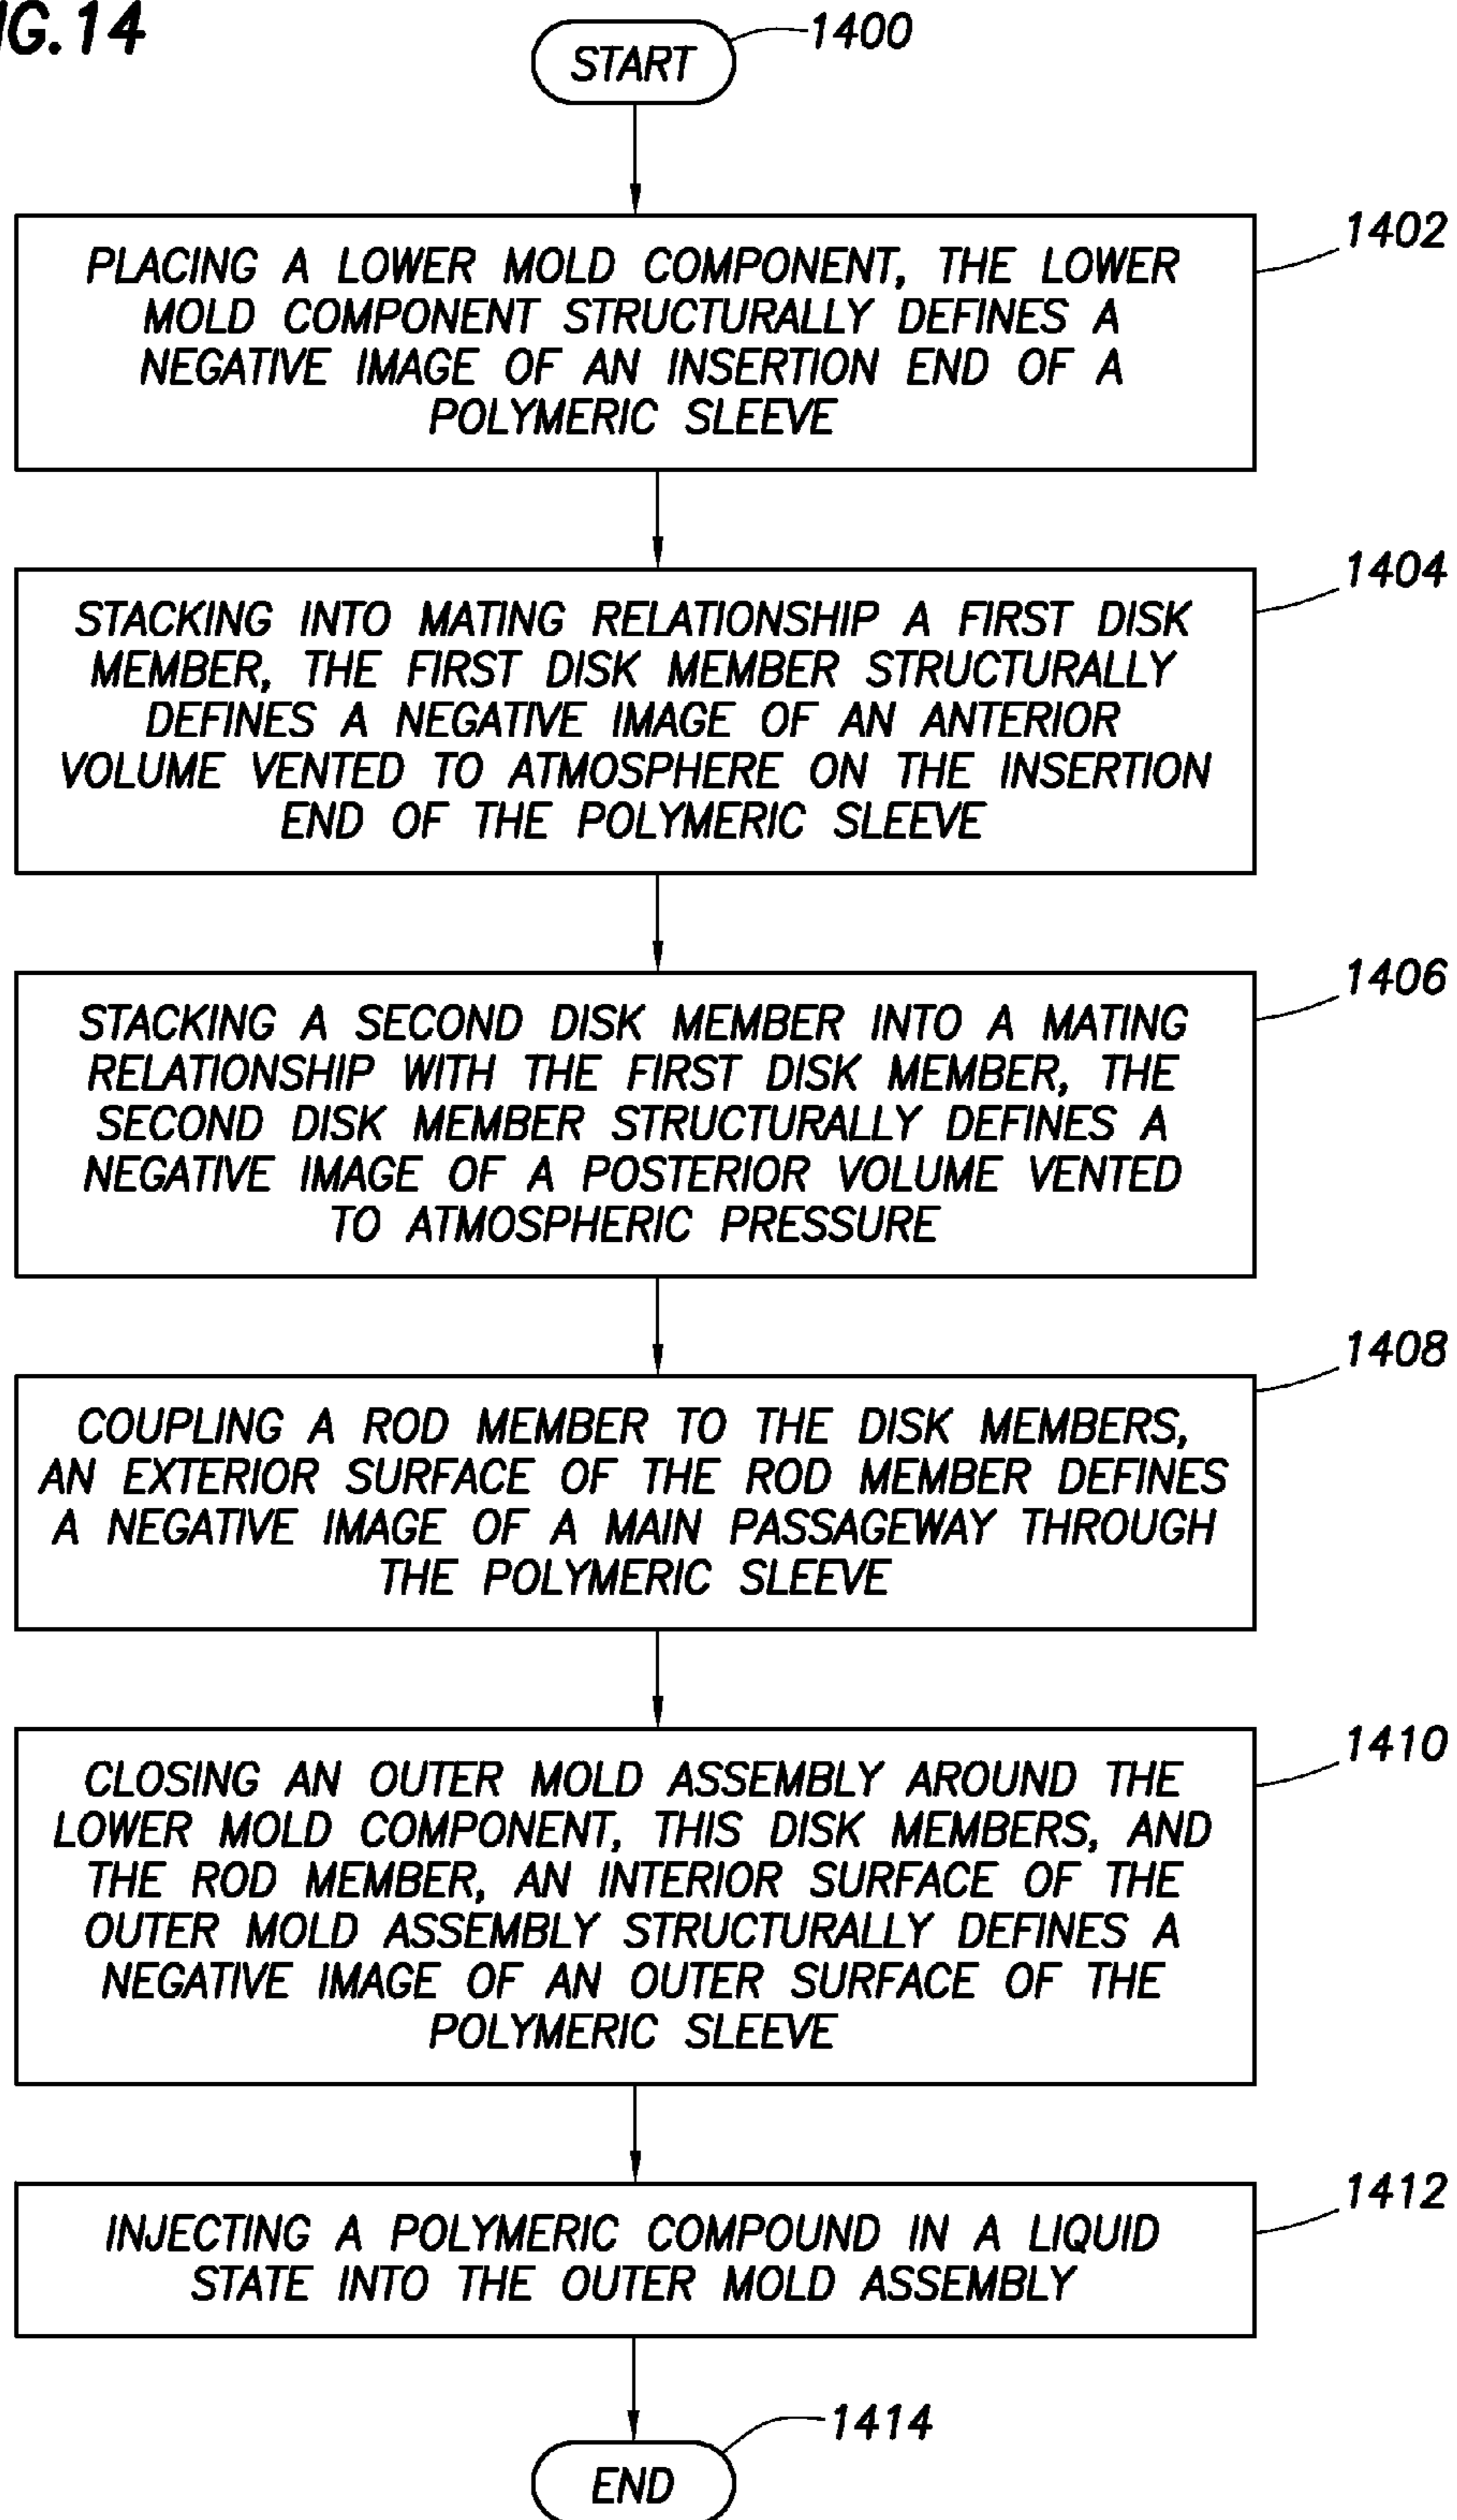 IG. 14
START
1400
1402
PLACING A LOWER MOLD COMPONENT, THE LOWER
MOLD COMPONENT STRUCTURALLY DEFINES A
NEGATIVE IMAGE OF AN INSERTION END OF A
POLYMERIC SLEEVE
1404
STACKING INTO MATING RELATIONSHIP A FIRST DISK
MEMBER, THE FIRST DISK MEMBER STRUCTURALLY
DEFINES A NEGATIVE IMAGE OF AN ANTERIOR
VOLUME VENTED TO ATMOSPHERE ON THE INSERTION
END OF THE POLYMERIC SLEEVE
1406
STACKING A SECOND DISK MEMBER INTO A MATING
RELATIONSHIP WITH THE FIRST DISK MEMBER, THE
SECOND DISK MEMBER STRUCTURALLY DEFINES A
NEGATIVE IMAGE OF A POSTERIOR VOLUME VENTED
TO ATMOSPHERIC PRESSURE
1408
COUPLING A ROD MEMBER TO THE DISK MEMBERS,
AN EXTERIOR SURFACE OF THE ROD MEMBER DEFINES
A NEGATIVE IMAGE OF A MAIN PASSAGEWAY THROUGH
THE POLYMERIC SLEEVE
1410
CLOSING AN OUTER MOLD ASSEMBLY AROUND THE
LOWER MOLD COMPONENT, THIS DISK MEMBERS, AND
THE ROD MEMBER, AN INTERIOR SURFACE OF THE
OUTER MOLD ASSEMBLY STRUCTURALLY DEFINES A
NEGATIVE IMAGE OF AN OUTER SURFACE OF THE
POLYMERIC SLEEVE
1412
INJECTING A POLYMERIC COMPOUND IN A LIQUID
STATE INTO THE OUTER MOLD ASSEMBLY
1414
END